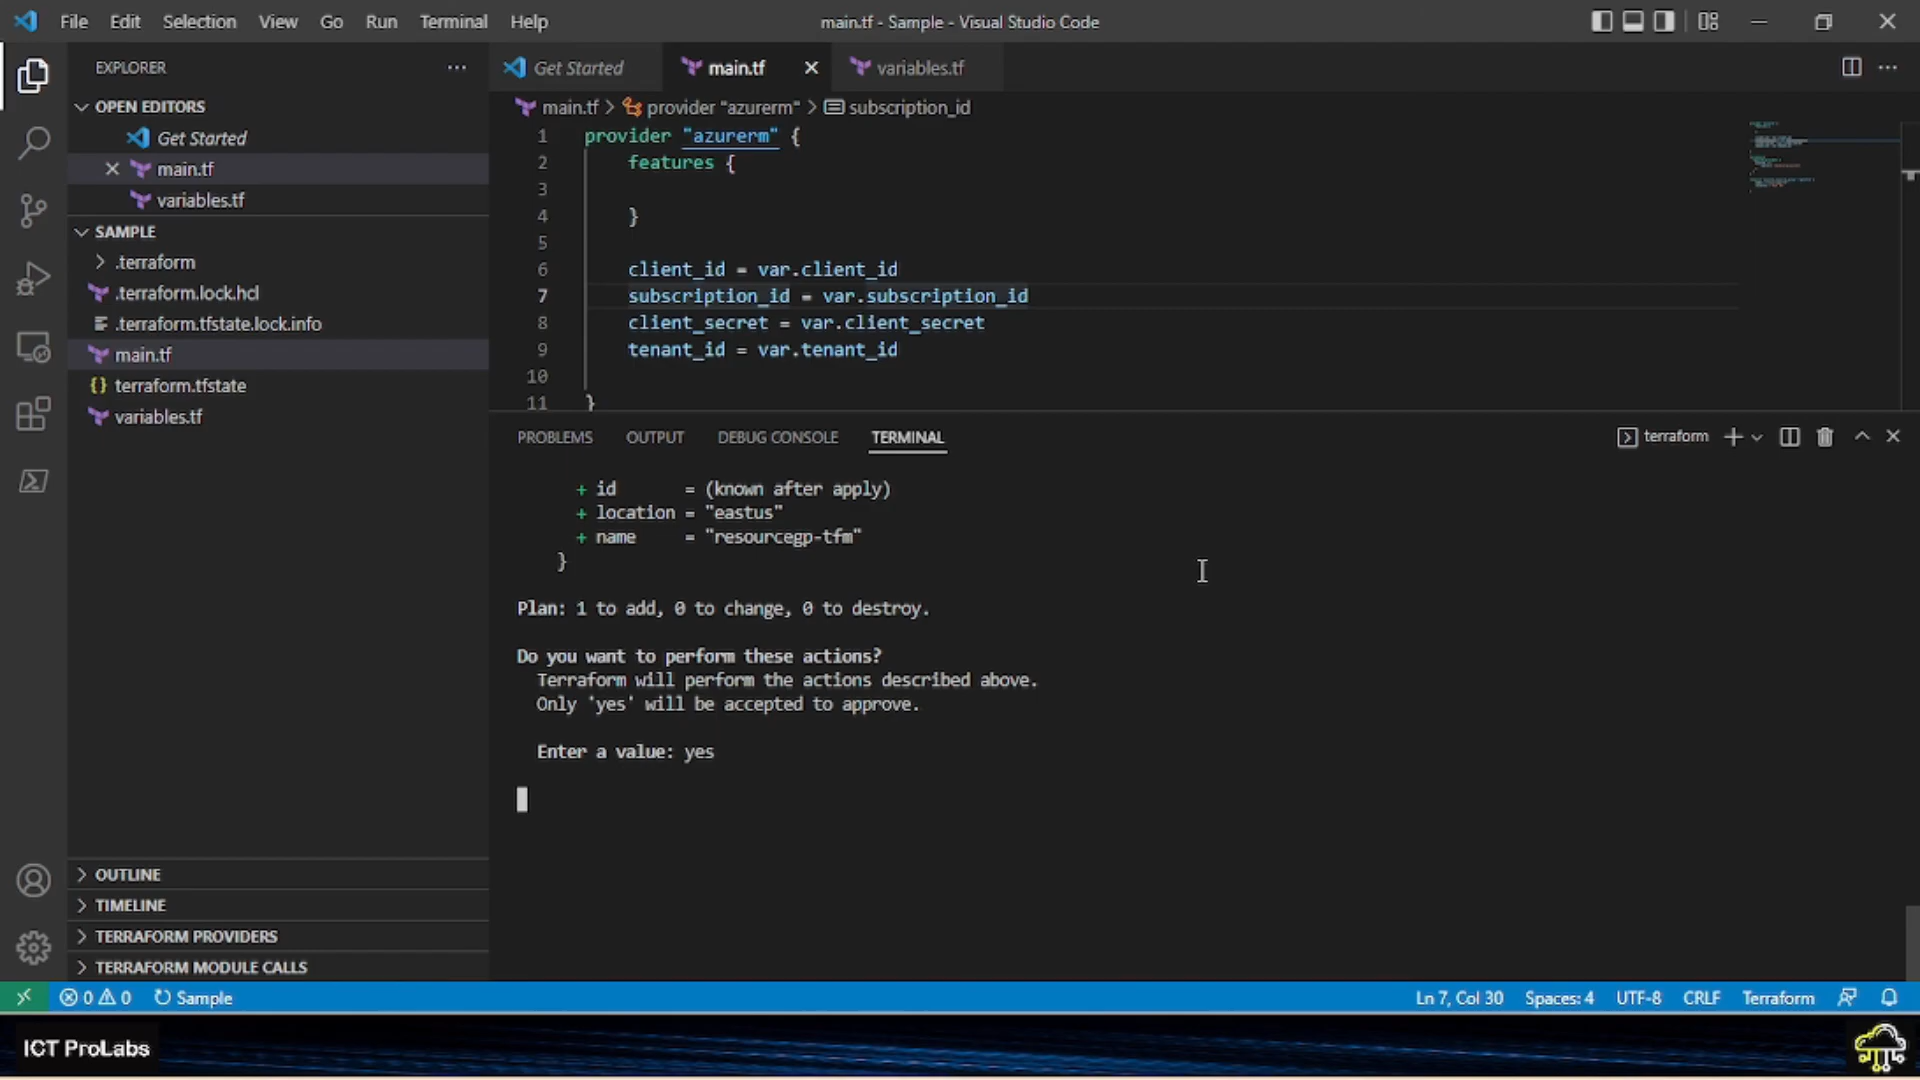 File Edit Selection View Go Run Terminal Help
main.tf - Sample - Visual Studio Code
EXPLORER
OPEN EDITORS
Get Started
main.tf
variables.tf
SAMPLE
.terraform
.terraform.lock.hcl
.terraform.tfstate.lock.info
main.tf
terraform.tfstate
variables.tf
OUTLINE
TIMELINE
TERRAFORM PROVIDERS
TERRAFORM MODULE CALLS
Get Started main.tf variables.tf
main.tf > provider "azurerm" > subscription_id
1 provider "azurerm" {
2 features {
3
4 }
5
6 client_id = var.client_id
7 subscription_id = var.subscription_id
8 client_secret = var.client_secret
9 tenant_id = var.tenant_id
10
11 }
PROBLEMS OUTPUT DEBUG CONSOLE TERMINAL
terraform
+ id = (known after apply)
+ location = "eastus"
+ name = "resourcegp-tfm"
}
Plan: 1 to add, 0 to change, 0 to destroy.
Do you want to perform these actions?
Terraform will perform the actions described above.
Only 'yes' will be accepted to approve.
Enter a value: yes
0 0 Sample
Ln 7, Col 30 Spaces: 4 UTF-8 CRLF Terraform
ICT ProLabs